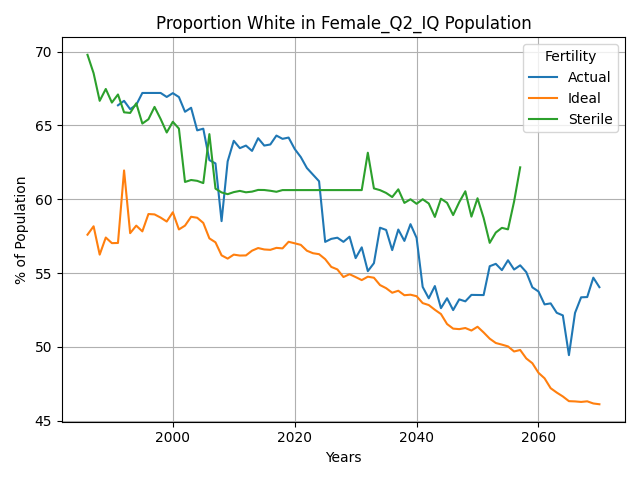 Proportion White in Female_Q2_IQ Population
Fertility
Actual
Ideal
Sterile
% of Population
70
65
60
55
50
45
2000
2020
2040
2060
Years